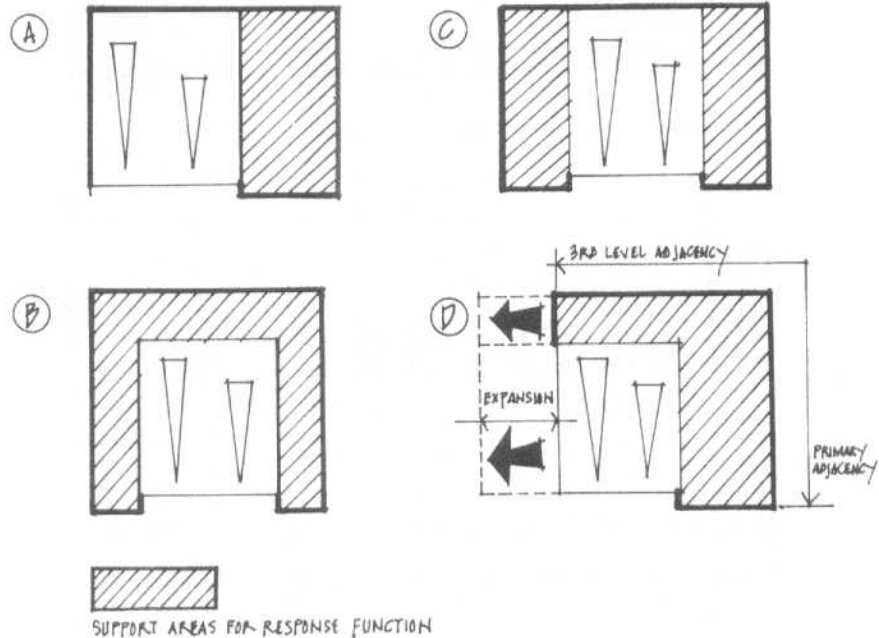 A
C
B
3RD LEVEL ADJACENCY
D
EXPANSION
PRIMARY
ADJACENCY
SUPPORT AREAS FOR RESPONSE FUNCTION